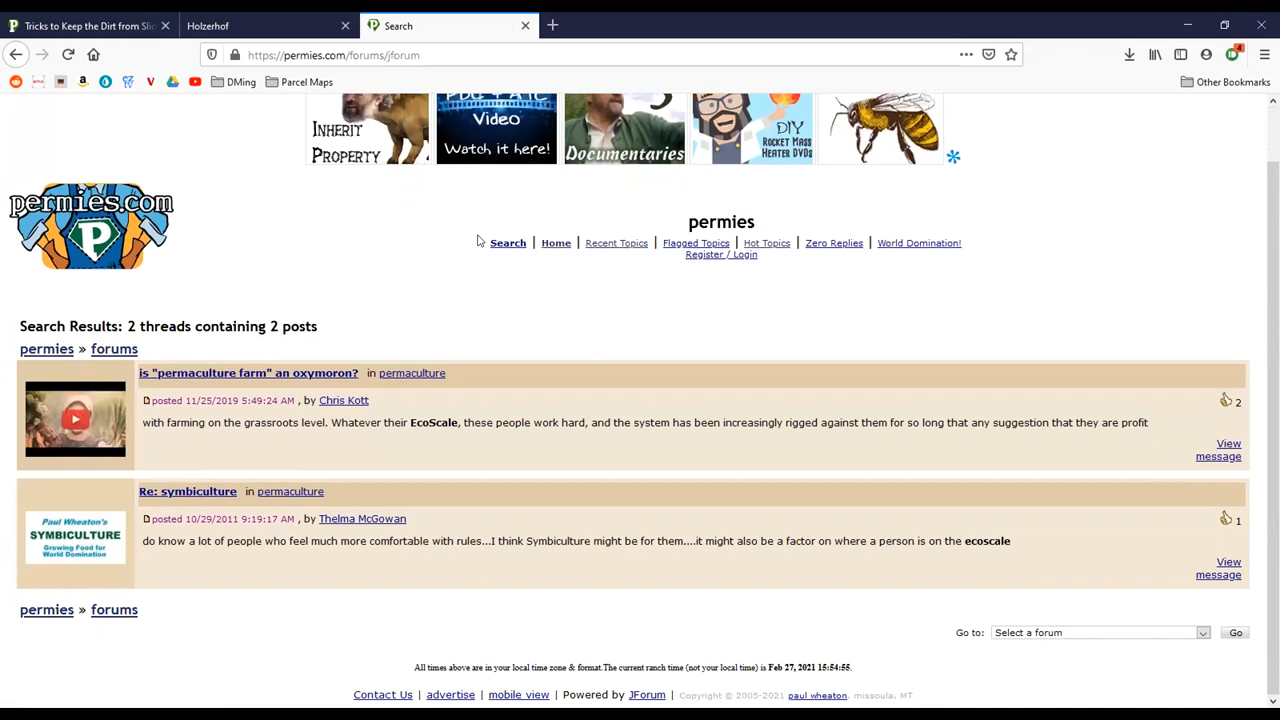 Tricks to Keep the Dirt from Slid
Holzerhof
Search
https://permies.com/forums/jforum
4
DMing
Parcel Maps
Other Bookmarks
INHERIT
PROPERTY
Video
Watch it here!
3
Documentaries
DIY
ROCKET MASS
HEATER DVDs
permies.com
permies
Search | Home | Recent Topics | Flagged Topics | Hot Topics | Zero Replies | World Domination!
Register / Login
Search Results: 2 threads containing 2 posts
permies » forums
is "permaculture farm" an oxymoron? in permaculture
posted 11/25/2019 5:49:24 AM , by Chris Kott
2
with farming on the grassroots level. Whatever their EcoScale, these people work hard, and the system has been increasingly rigged against them for so long that any suggestion that they are profit
View
message
Re: symbiculture in permaculture
posted 10/29/2011 9:19:17 AM , by Thelma McGowan
1
Paul Wheaton's
SYMBICULTURE
Growing Food for
World Domination
do know a lot of people who feel much more comfortable with rules...I think Symbiculture might be for them....it might also be a factor on where a person is on the ecoscale
View
message
permies » forums
Go to: Select a forum Go
All times above are in your local time zone & format.The current ranch time (not your local time) is Feb 27, 2021 15:54:55.
Contact Us | advertise | mobile view | Powered by JForum | Copyright © 2005-2021 paul wheaton, missoula, MT